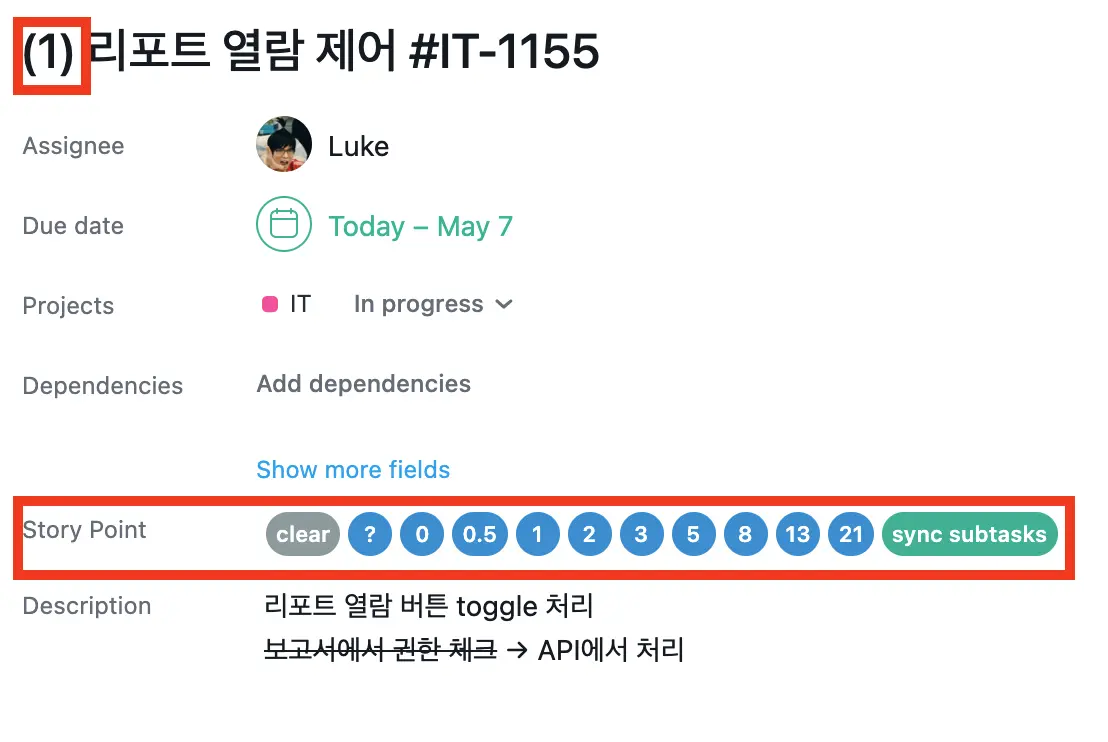 (1) 리포트 열람 제어 #IT-1155
Assignee Luke
Due date Today – May 7
Projects IT In progress
Dependencies Add dependencies
Show more fields
Story Point clear ? 0 0.5 1 2 3 5 8 13 21 sync subtasks
Description 리포트 열람 버튼 toggle 처리
보고서에서 권한 체크 → API에서 처리